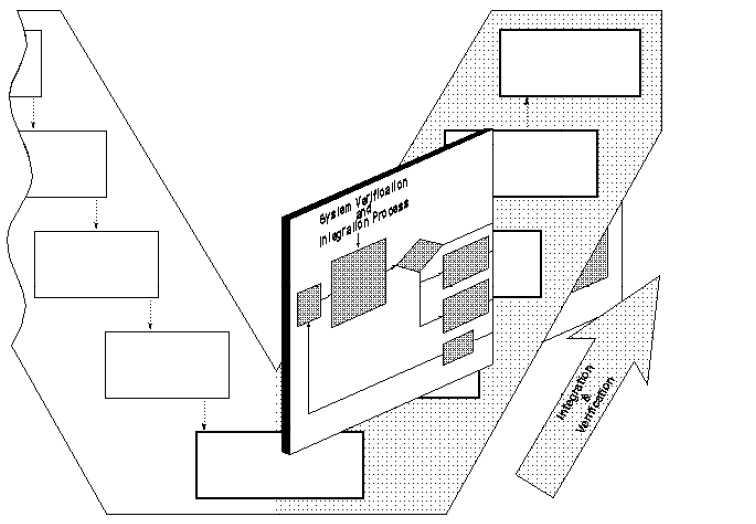 System Verification
and
Integration Process
Integration
&
Verification